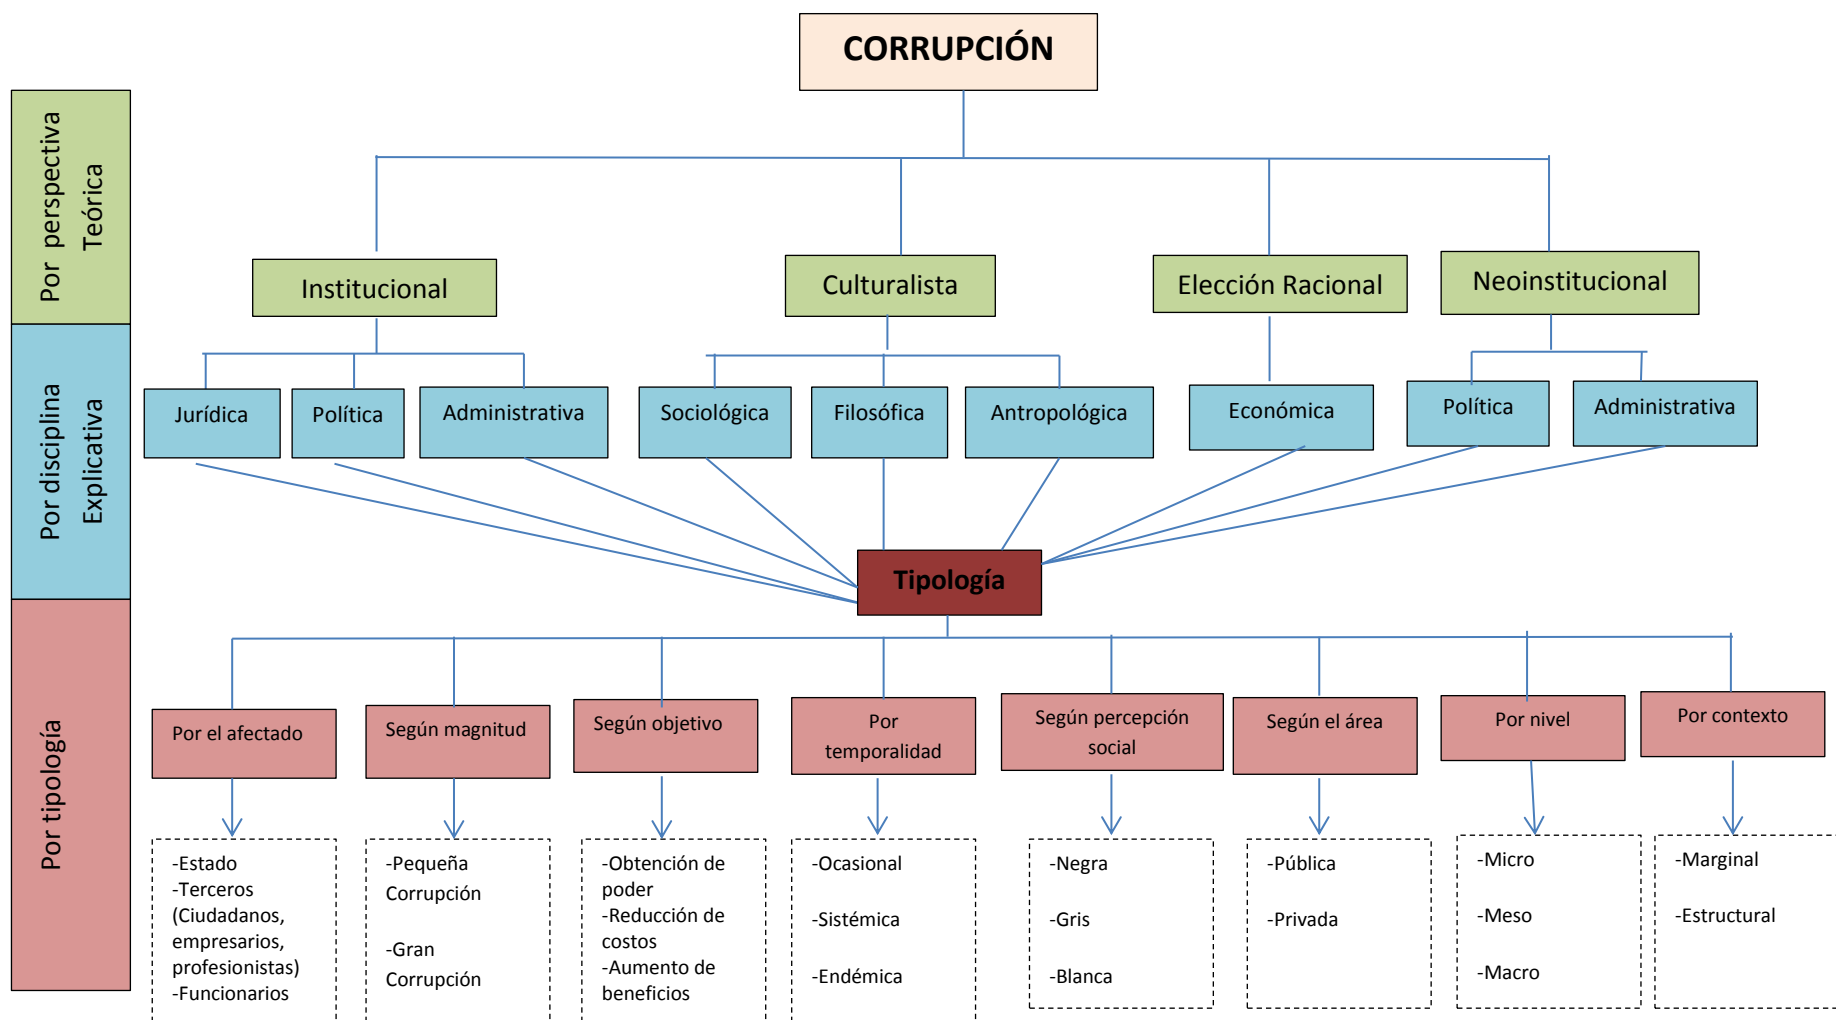 CORRUPCIÓN
Por perspectiva
Teórica
Institucional
Culturalista
Elección Racional
Neoinstitucional
Por disciplina
Explicativa
Jurídica
Política
Administrativa
Sociológica
Filosófica
Antropológica
Económica
Política
Administrativa
Tipología
Por tipología
Por el afectado
Según magnitud
Según objetivo
Por
temporalidad
Según percepción
social
Según el área
Por nivel
Por contexto
-Estado
-Terceros
(Ciudadanos,
empresarios,
profesionistas)
-Funcionarios
-Pequeña
Corrupción
-Gran
Corrupción
-Obtención de
poder
-Reducción de
costos
-Aumento de
beneficios
-Ocasional
-Sistémica
-Endémica
-Negra
-Gris
-Blanca
-Pública
-Privada
-Micro
-Meso
-Macro
-Marginal
-Estructural